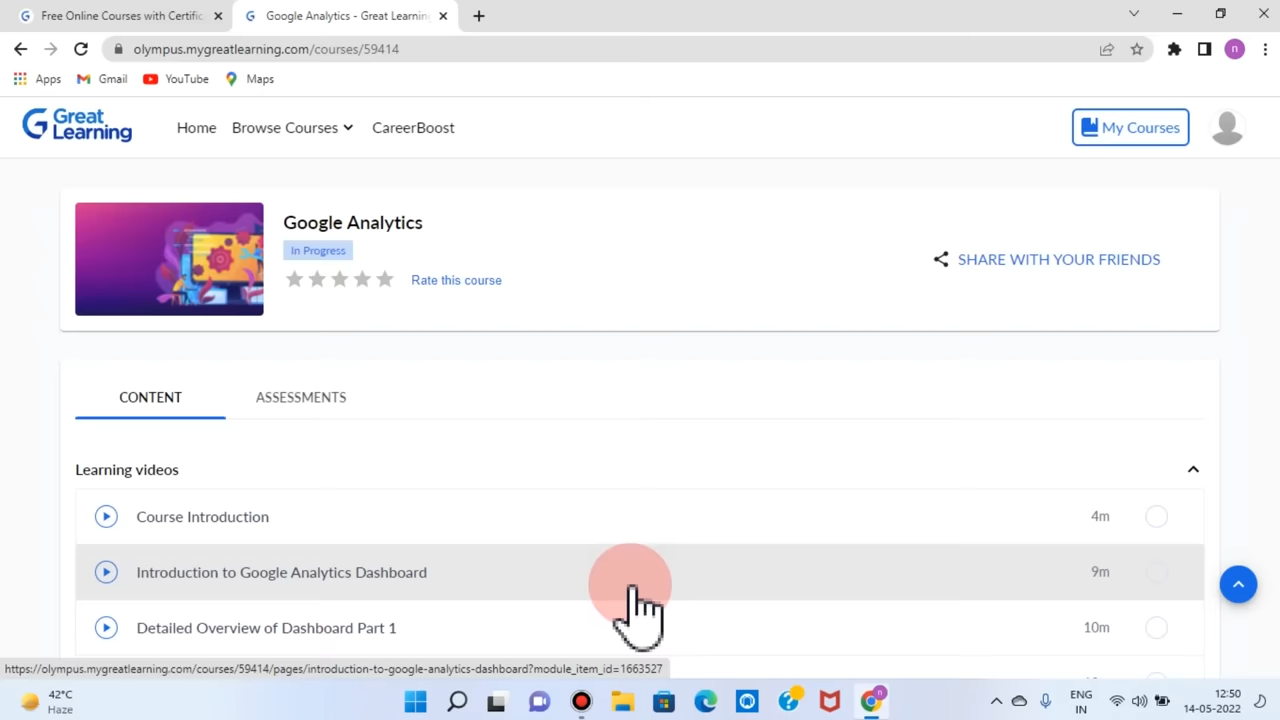 Free Online Courses with Certific
Google Analytics - Great Learnin
olympus.mygreatlearning.com/courses/59414
n
Apps
Gmail
YouTube
Maps
Great Learning
Home
Browse Courses
CareerBoost
My Courses
Google Analytics
In Progress
Rate this course
SHARE WITH YOUR FRIENDS
CONTENT
ASSESSMENTS
Learning videos
Course Introduction
4m
Introduction to Google Analytics Dashboard
9m
Detailed Overview of Dashboard Part 1
10m
https://olympus.mygreatlearning.com/courses/59414/pages/introduction-to-google-analytics-dashboard?module_item_id=1663527
42°C
Haze
ENG
IN
12:50
14-05-2022